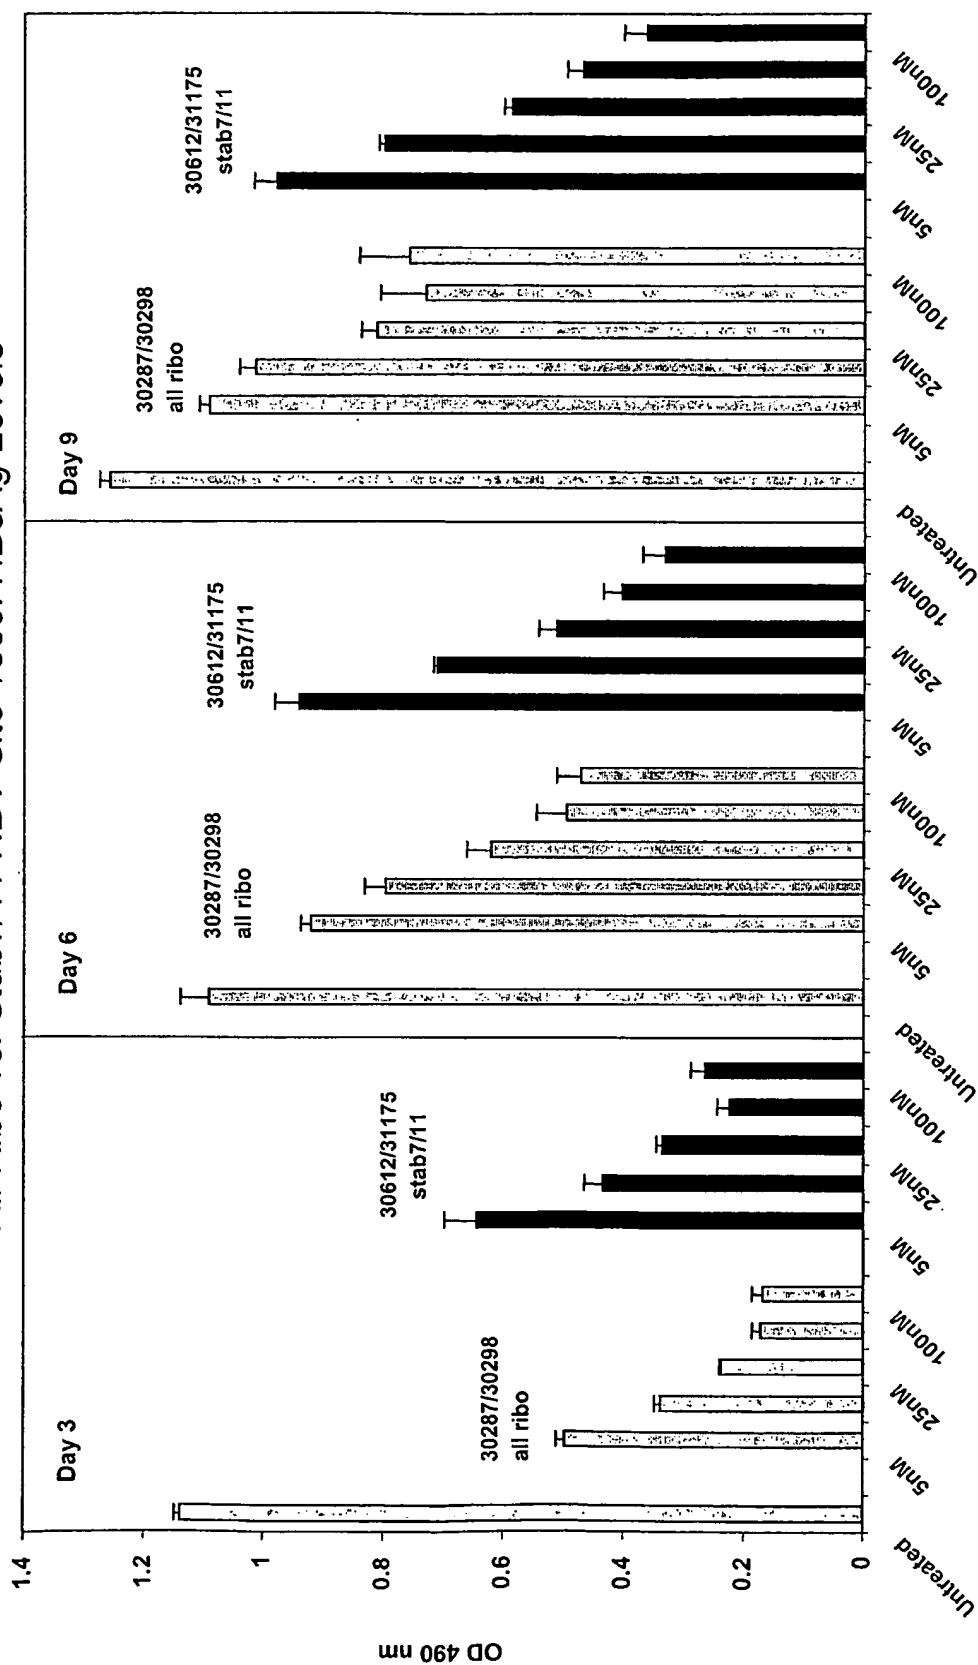 1.4
1.2
1
0.8
0.6
0.4
0.2
0
OD 490 nm
Day 3
30287/30298
all ribo
30612/31175
stab7/11
Day 6
30287/30298
all ribo
30612/31175
stab7/11
Day 9
30287/30298
all ribo
30612/31175
stab7/11
Untreated
5nM
25nM
100nM
5nM
25nM
100nM
Untreated
5nM
25nM
100nM
5nM
25nM
100nM
Untreated
5nM
25nM
100nM
5nM
25nM
100nM